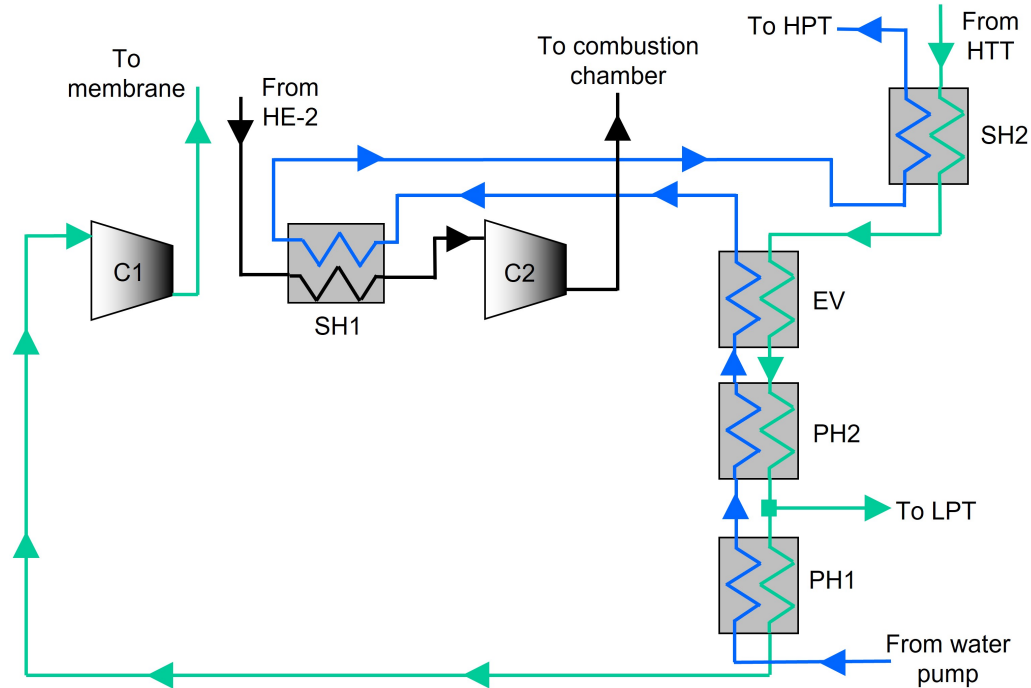 To HPT
From
HTT
To combustion
chamber
To
membrane
From
HE-2
SH2
C1
C2
SH1
EV
PH2
To LPT
PH1
From water
pump